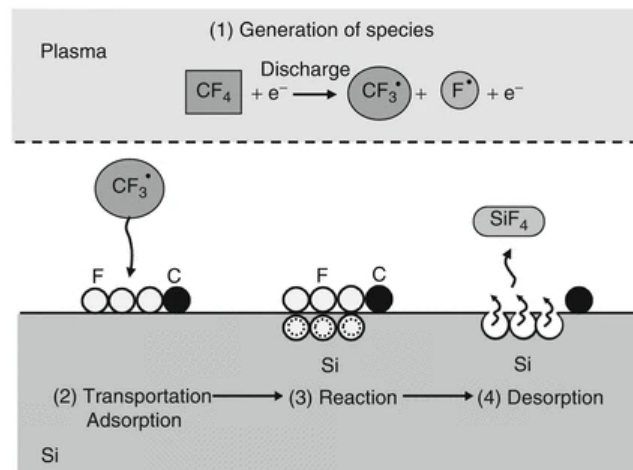 (1) Generation of species
Plasma
Discharge
CF₄ + e⁻ → CF₃• + F• + e⁻
CF₃•
SiF₄
F C F C
Si Si
(2) Transportation → (3) Reaction → (4) Desorption
Adsorption
Si